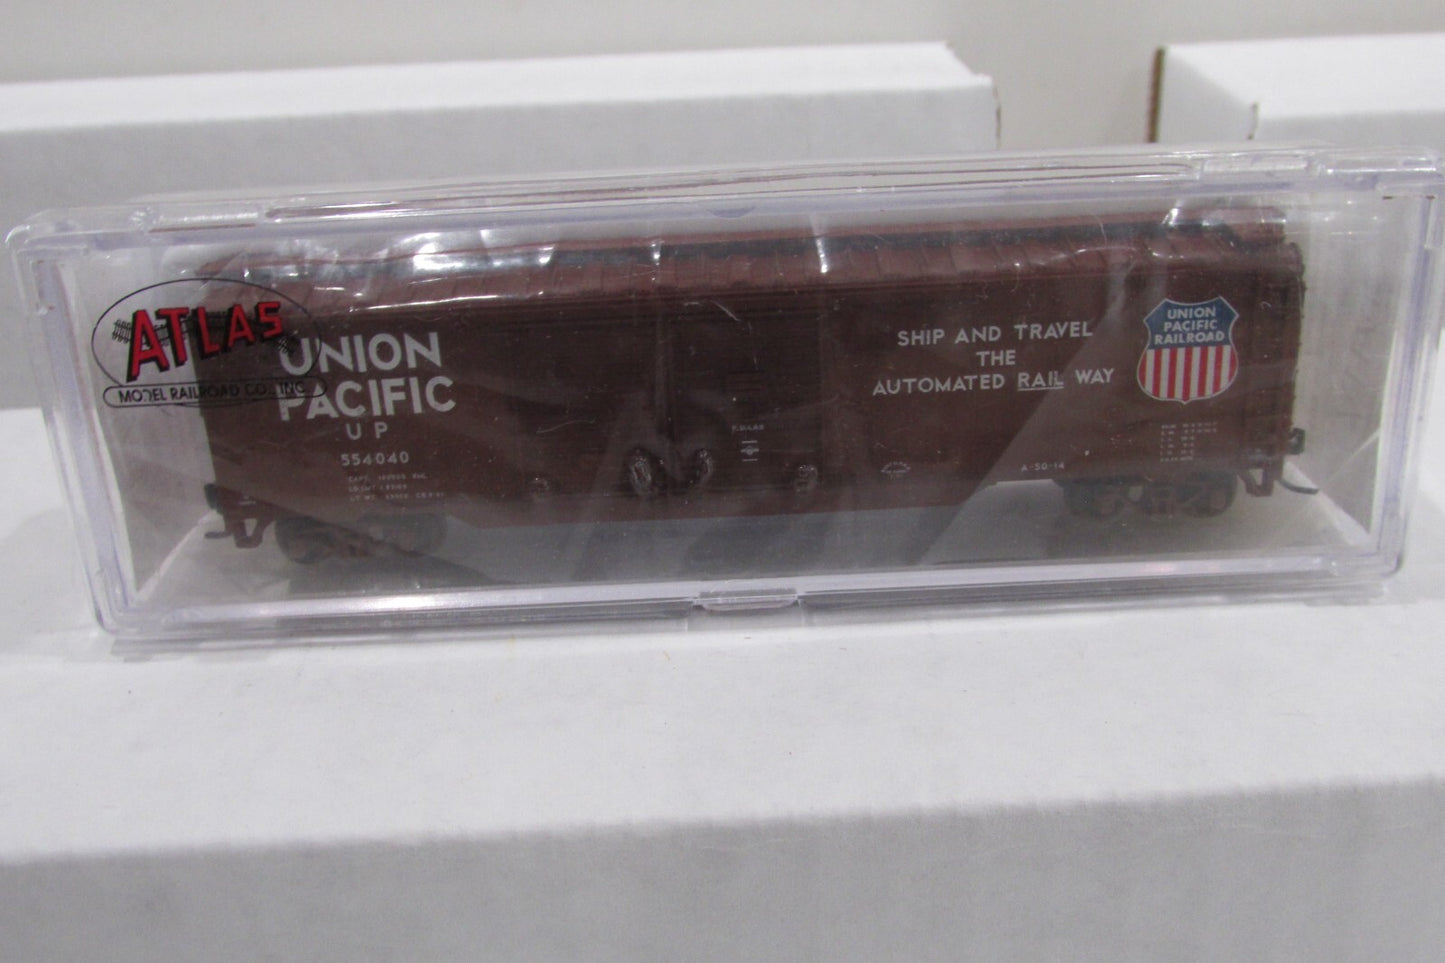 ATLAS
MODEL RAILROAD CO., INC.
UNION
PACIFIC
UP
554040
SHIP AND TRAVEL
THE
AUTOMATED RAIL WAY
UNION
PACIFIC
RAILROAD
A-50-14